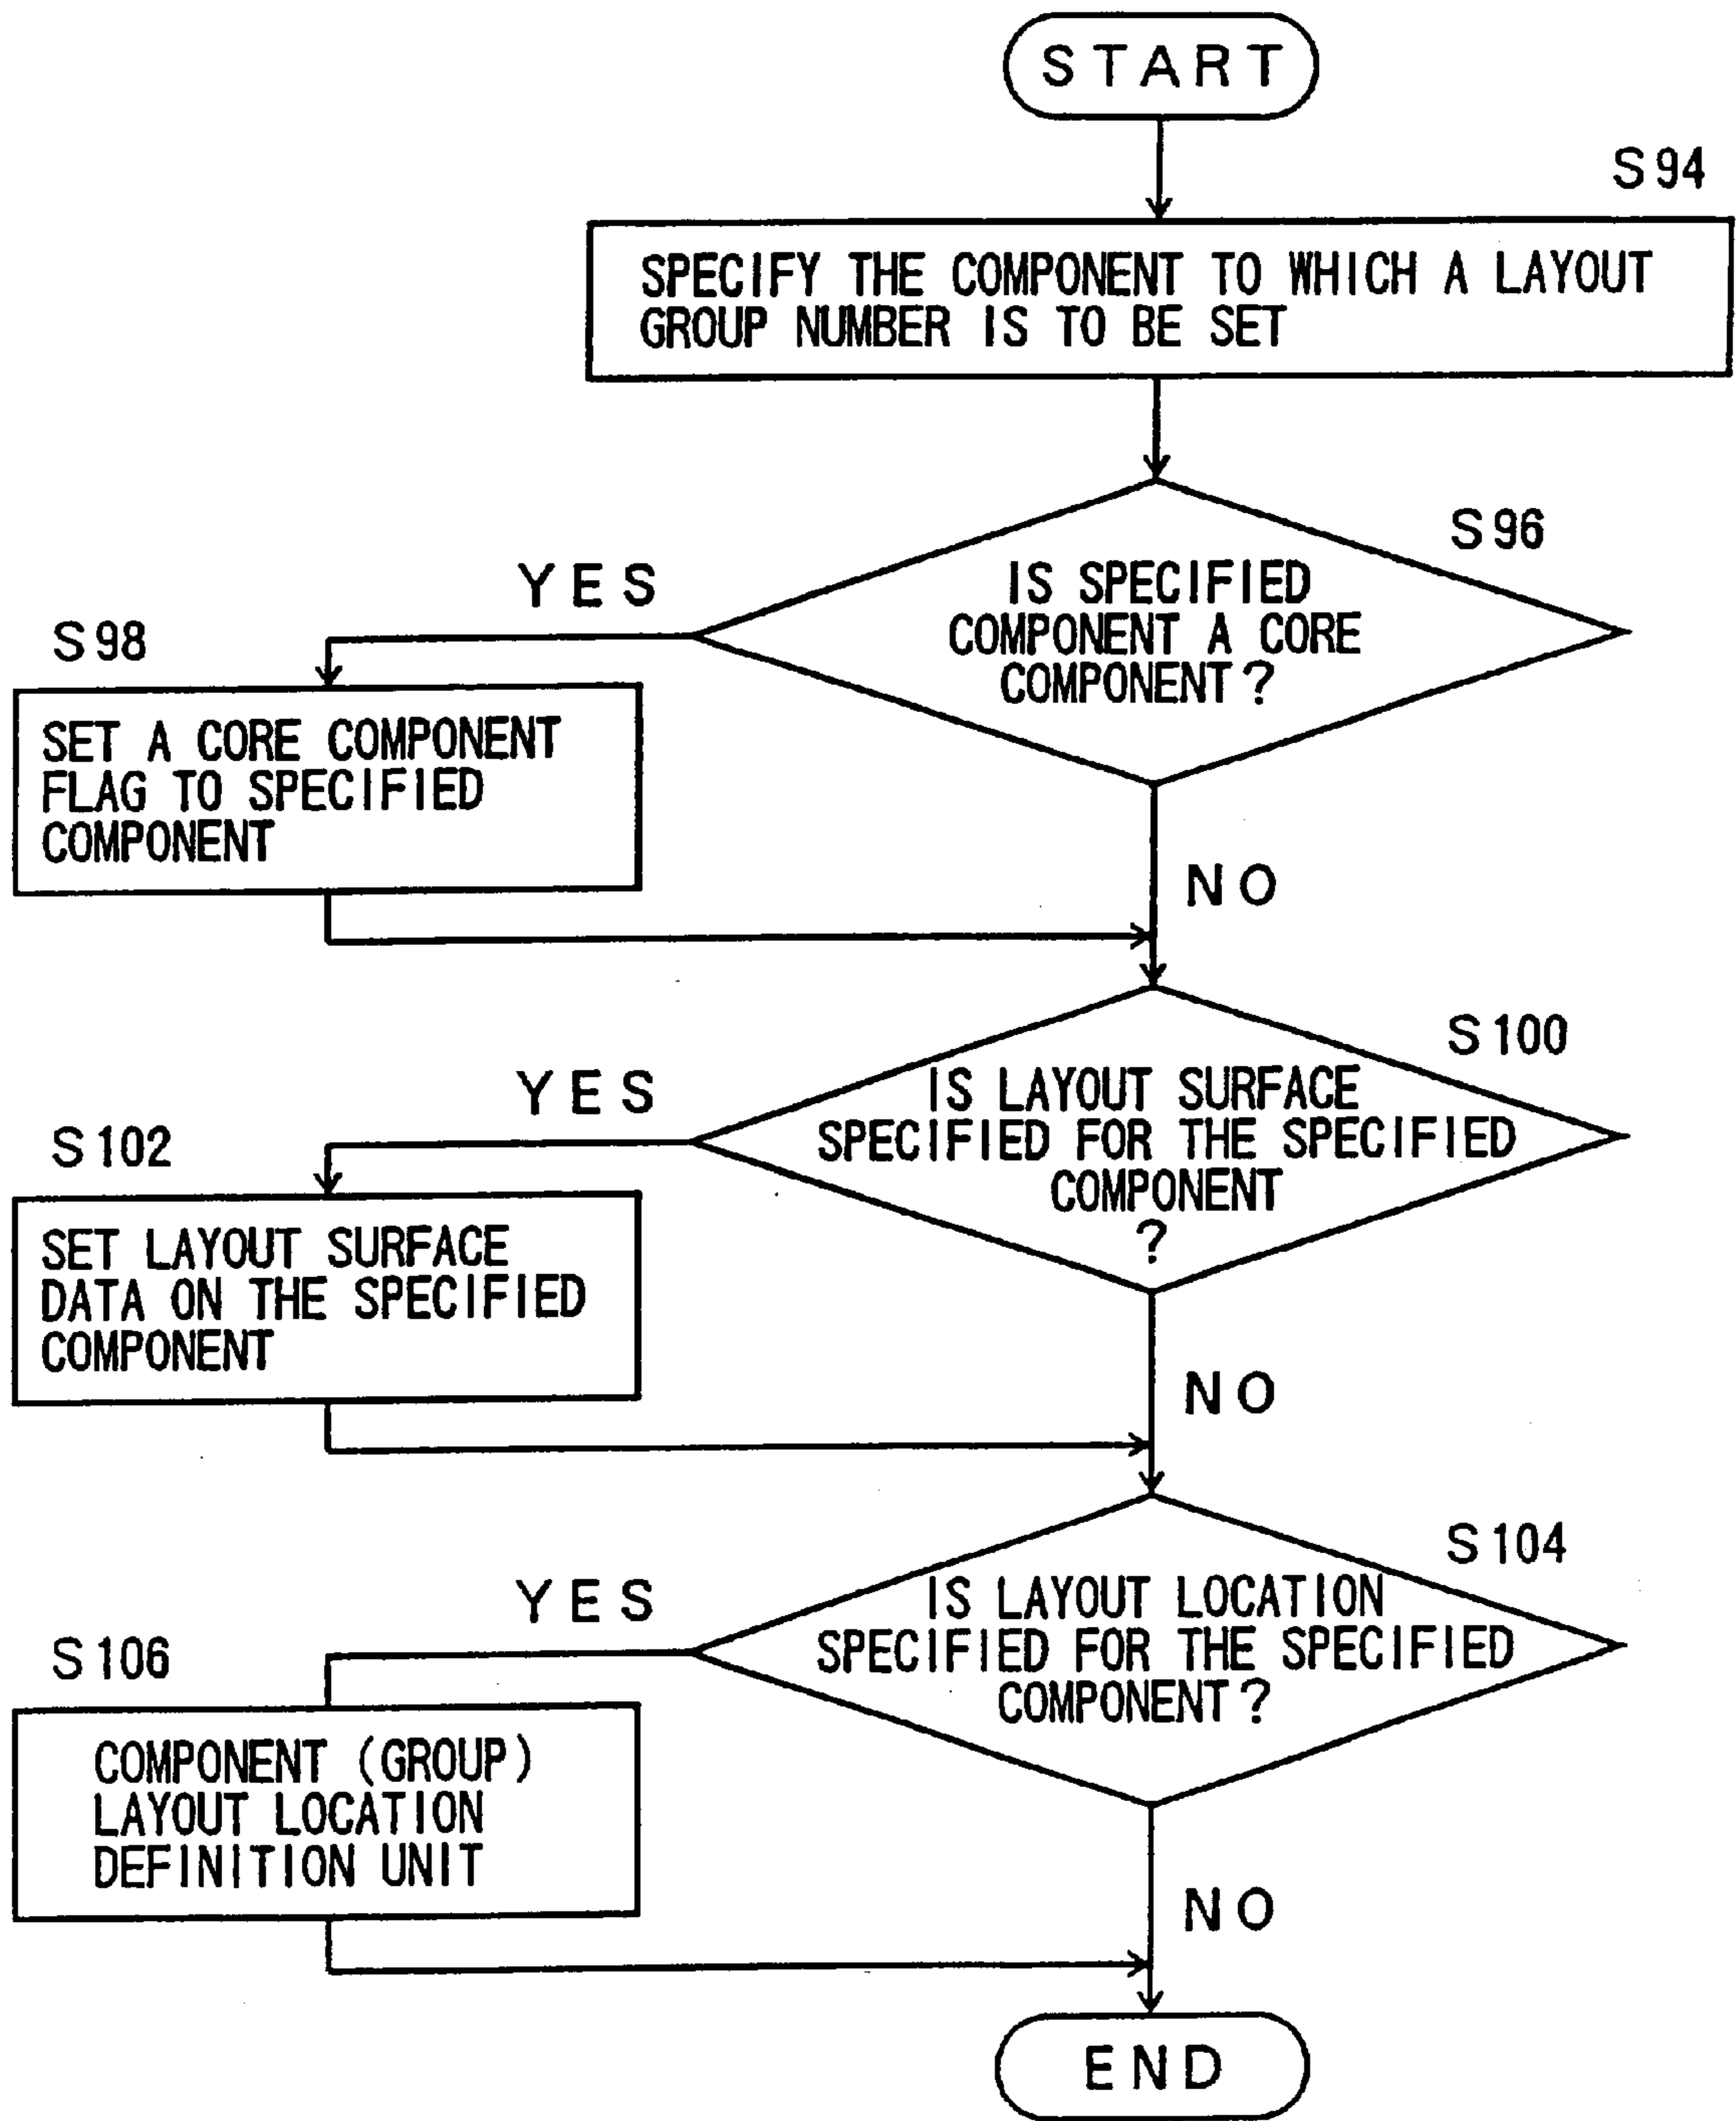 START
S94
SPECIFY THE COMPONENT TO WHICH A LAYOUT
GROUP NUMBER IS TO BE SET
S96
IS SPECIFIED
COMPONENT A CORE
COMPONENT?
YES
S98
SET A CORE COMPONENT
FLAG TO SPECIFIED
COMPONENT
NO
S100
IS LAYOUT SURFACE
SPECIFIED FOR THE SPECIFIED
COMPONENT
?
YES
S102
SET LAYOUT SURFACE
DATA ON THE SPECIFIED
COMPONENT
NO
S104
IS LAYOUT LOCATION
SPECIFIED FOR THE SPECIFIED
COMPONENT?
YES
S106
COMPONENT (GROUP)
LAYOUT LOCATION
DEFINITION UNIT
NO
END